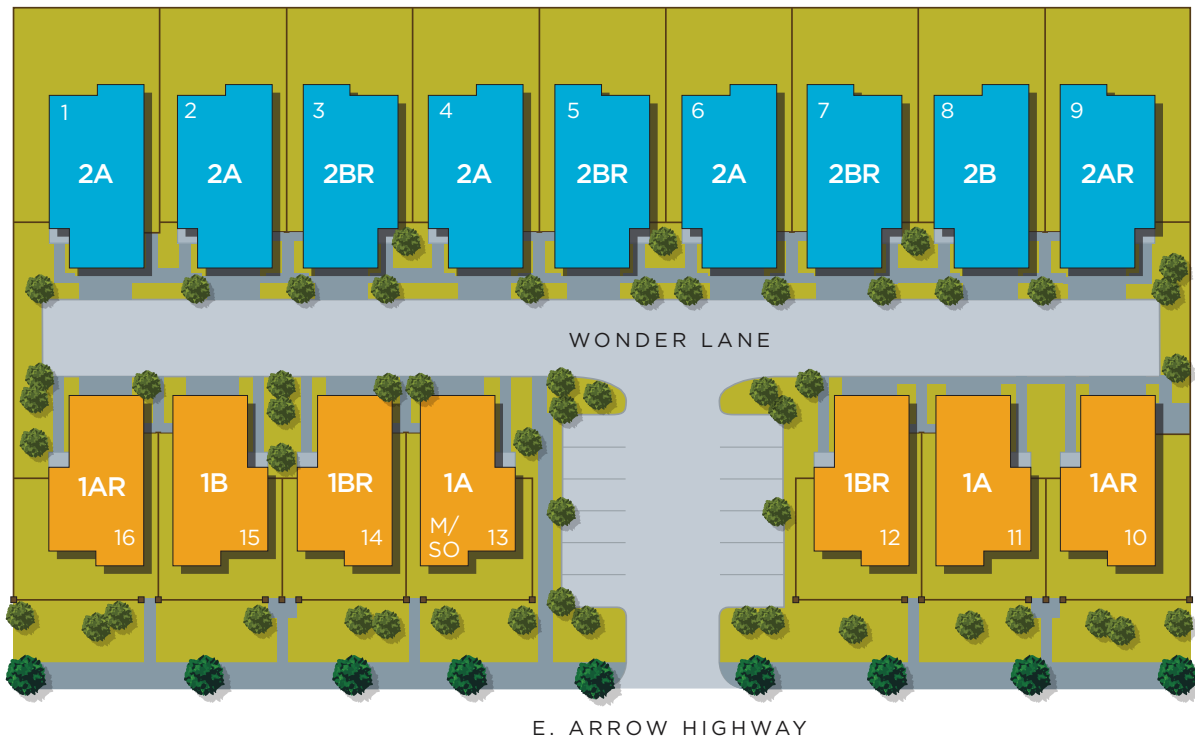 1 2 3 4 5 6 7 8 9
2A 2A 2BR 2A 2BR 2A 2BR 2B 2AR
WONDER LANE
1AR 1B 1BR 1A 1BR 1A 1AR
M/
SO
16 15 14 13 12 11 10
E. ARROW HIGHWAY